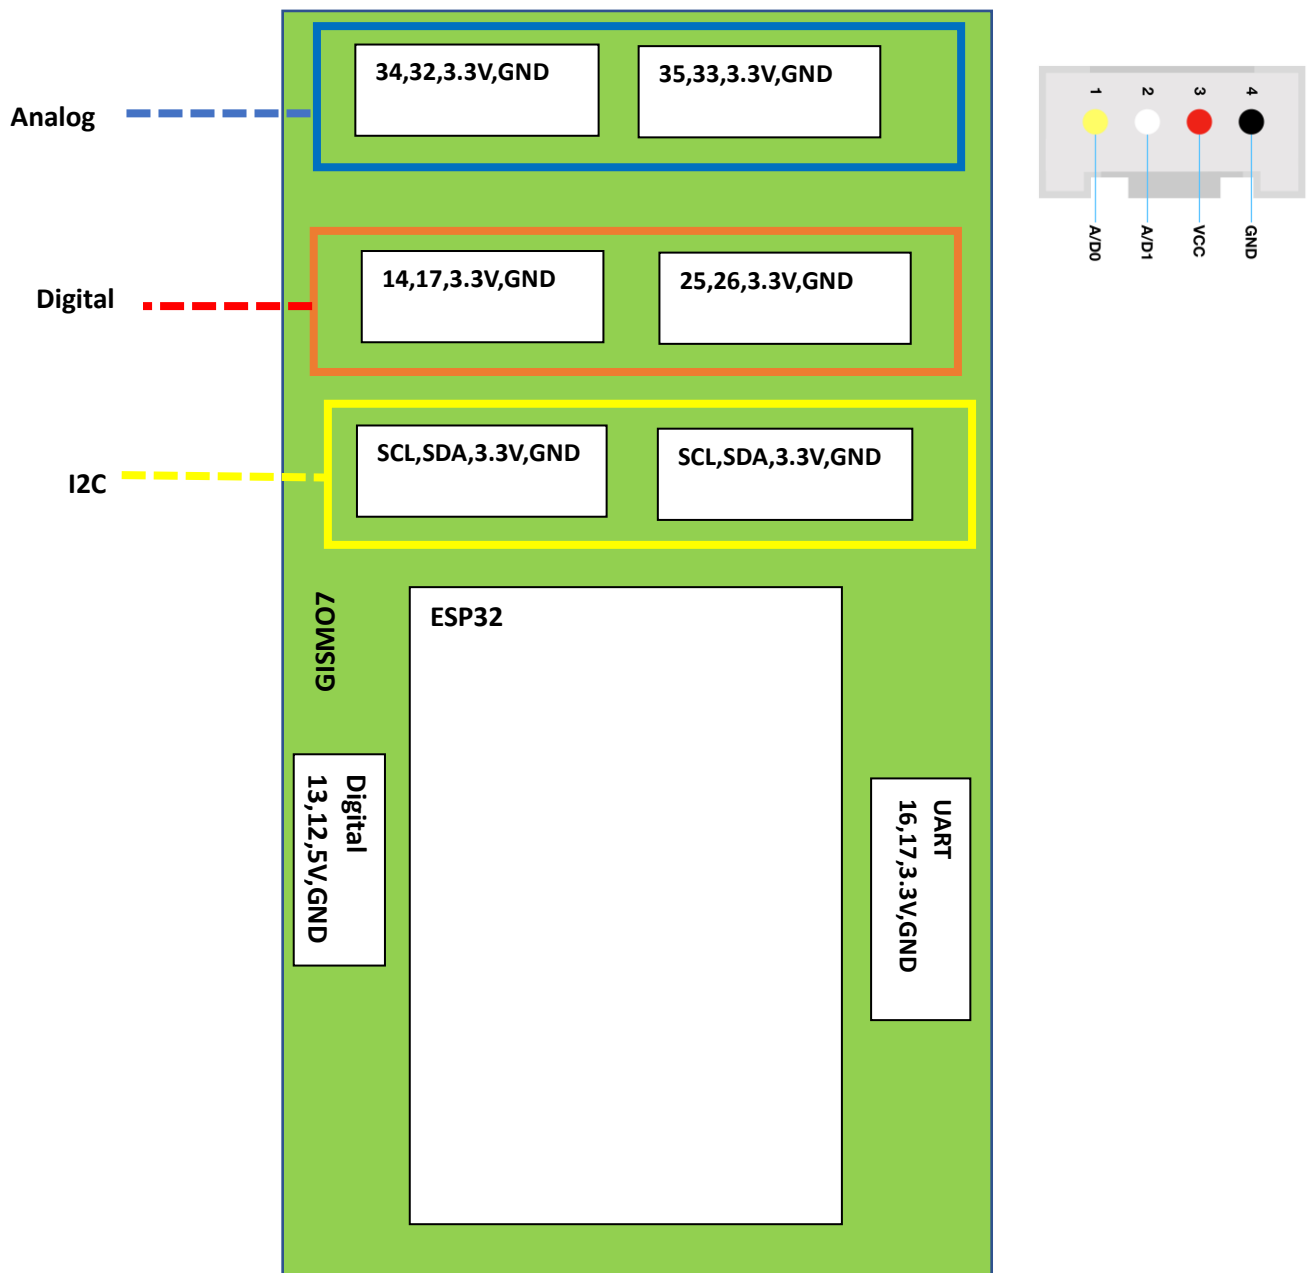 34,32,3.3V,GND
35,33,3.3V,GND
1 2 3 4
Analog
A/D0 A/D1 VCC GND
14,17,3.3V,GND
25,26,3.3V,GND
Digital
SCL,SDA,3.3V,GND
SCL,SDA,3.3V,GND
I2C
GISMO7
ESP32
Digital
13,12,5V,GND
UART
16,17,3.3V,GND